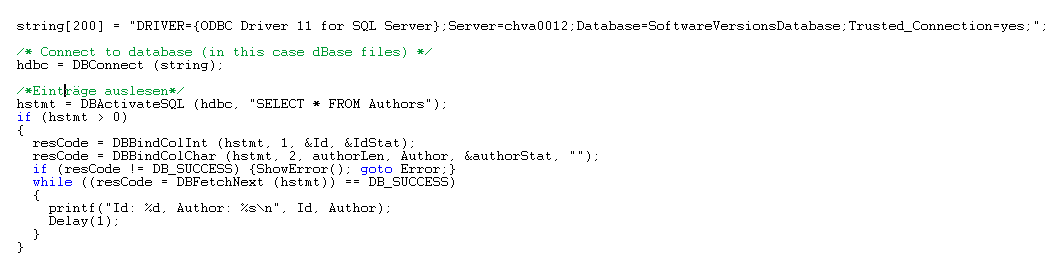 string[200] = "DRIVER={ODBC Driver 11 for SQL Server};Server=chva0012;Database=SoftwareVersionsDatabase;Trusted_Connection=yes;";
/* Connect to database (in this case dBase files) */
hdbc = DBConnect (string);
/*Einträge auslesen*/
hstmt = DBActivateSQL (hdbc, "SELECT * FROM Authors");
if (hstmt > 0)
{
resCode = DBBindColInt (hstmt, 1, &Id, &IdStat);
resCode = DBBindColChar (hstmt, 2, authorLen, Author, &authorStat, "");
if (resCode != DB_SUCCESS) {ShowError(); goto Error;}
while ((resCode = DBFetchNext (hstmt)) == DB_SUCCESS)
{
printf("Id: %d, Author: %s\n", Id, Author);
Delay(1);
}
}